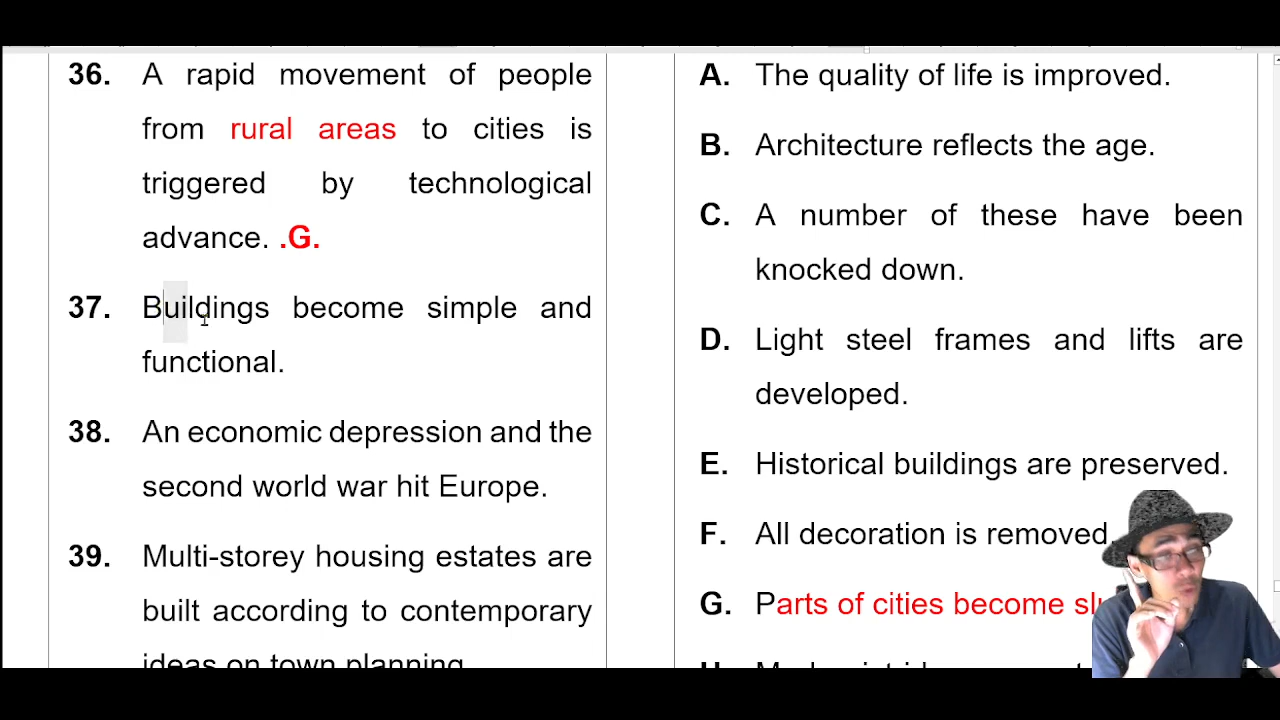 36. A rapid movement of people
from rural areas to cities is
triggered by technological
advance. .G.
37. Buildings become simple and
functional.
38. An economic depression and the
second world war hit Europe.
39. Multi-storey housing estates are
built according to contemporary
ideas on town planning.
A. The quality of life is improved.
B. Architecture reflects the age.
C. A number of these have been
knocked down.
D. Light steel frames and lifts are
developed.
E. Historical buildings are preserved.
F. All decoration is removed.
G. Parts of cities become